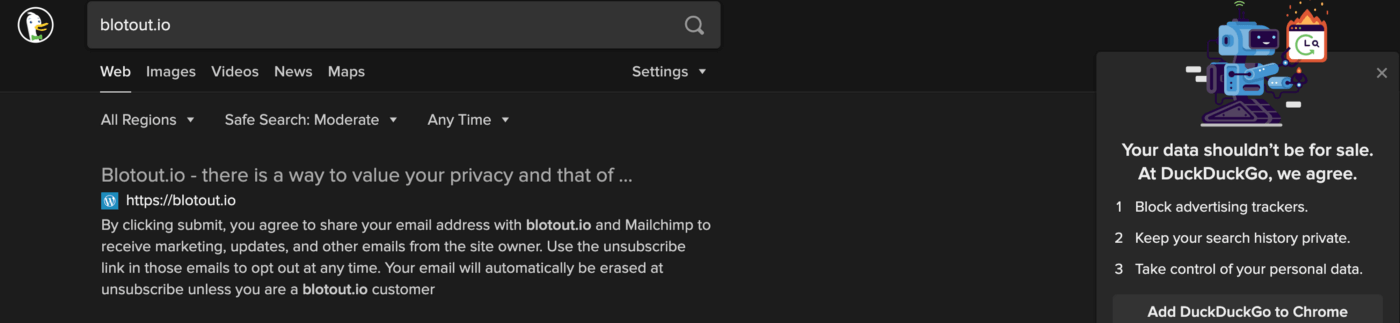 blotout.io
Web Images Videos News Maps Settings
All Regions Safe Search: Moderate Any Time
Blotout.io - there is a way to value your privacy and that of ...
https://blotout.io
By clicking submit, you agree to share your email address with blotout.io and Mailchimp to
receive marketing, updates, and other emails from the site owner. Use the unsubscribe
link in those emails to opt out at any time. Your email will automatically be erased at
unsubscribe unless you are a blotout.io customer
Your data shouldn’t be for sale.
At DuckDuckGo, we agree.
1 Block advertising trackers.
2 Keep your search history private.
3 Take control of your personal data.
Add DuckDuckGo to Chrome